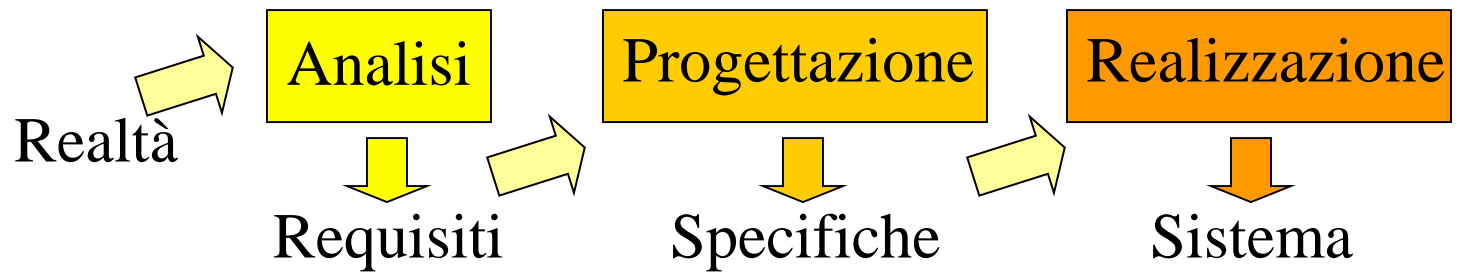 Analisi
Progettazione
Realizzazione
Realtà
Requisiti
Specifiche
Sistema